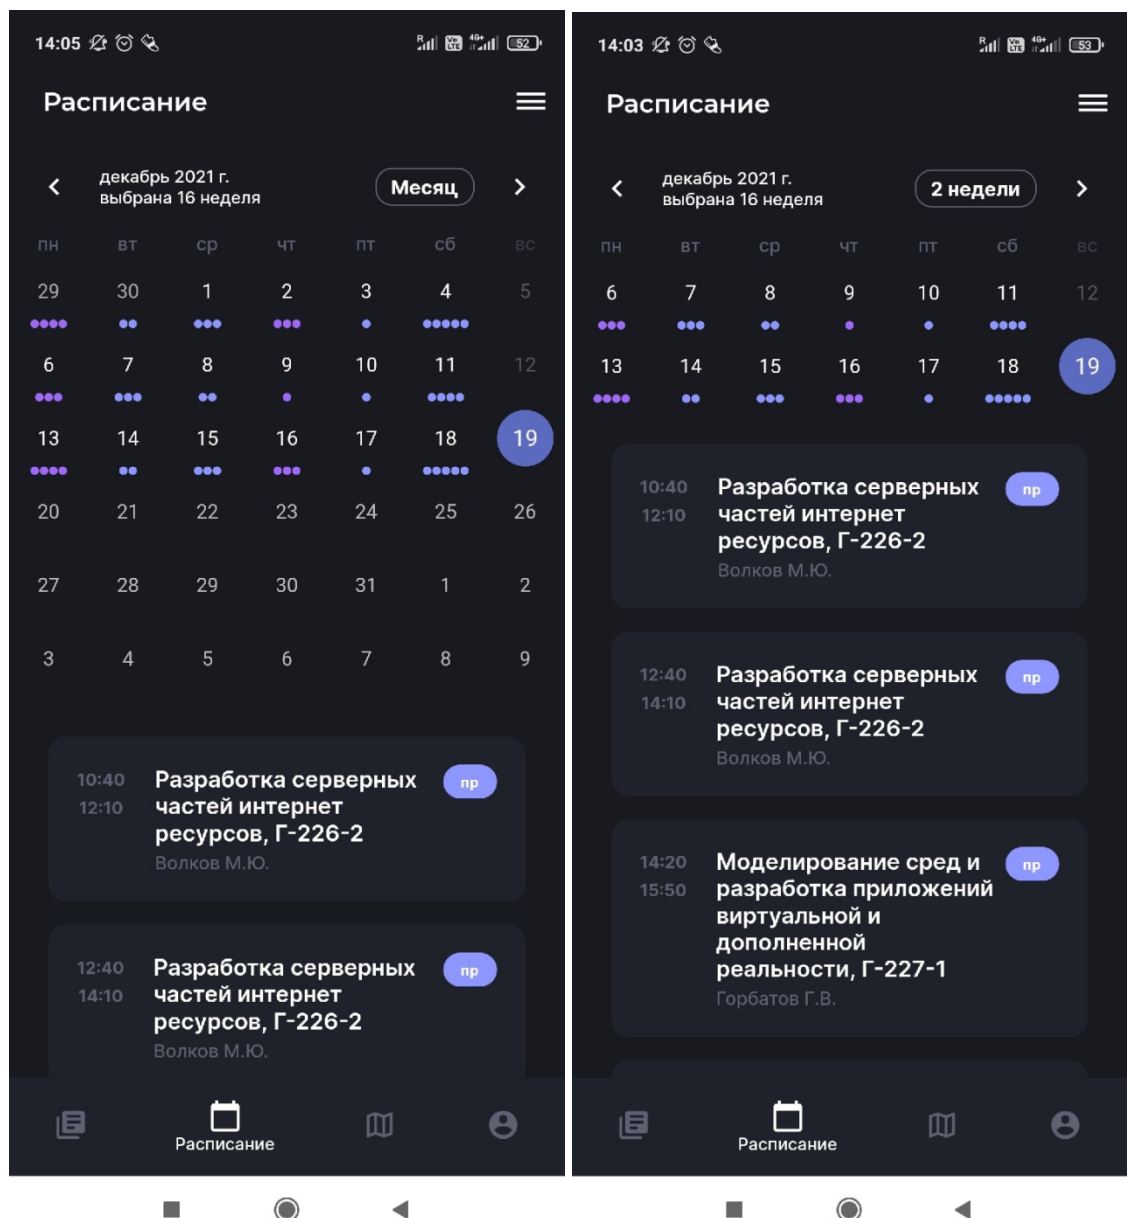 14:05
R
Vo LTE
4G+
52
Расписание
декабрь 2021 г.
выбрана 16 неделя
Месяц
пн вт ср чт пт сб вс
29 30 1 2 3 4 5
6 7 8 9 10 11 12
13 14 15 16 17 18 19
20 21 22 23 24 25 26
27 28 29 30 31 1 2
3 4 5 6 7 8 9
10:40
12:10
Разработка серверных
частей интернет
ресурсов, Г-226-2
Волков М.Ю.
пр
12:40
14:10
Разработка серверных
частей интернет
ресурсов, Г-226-2
Волков М.Ю.
пр
Расписание
14:03
R
Vo LTE
4G+
53
Расписание
декабрь 2021 г.
выбрана 16 неделя
2 недели
пн вт ср чт пт сб вс
6 7 8 9 10 11 12
13 14 15 16 17 18 19
10:40
12:10
Разработка серверных
частей интернет
ресурсов, Г-226-2
Волков М.Ю.
пр
12:40
14:10
Разработка серверных
частей интернет
ресурсов, Г-226-2
Волков М.Ю.
пр
14:20
15:50
Моделирование сред и
разработка приложений
виртуальной и
дополненной
реальности, Г-227-1
Горбатов Г.В.
пр
Расписание